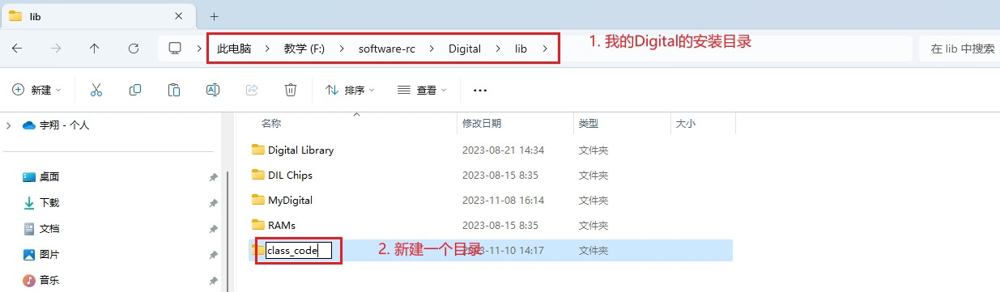 lib
此电脑 教学 (F:) software-rc Digital lib
1. 我的Digital的安装目录
在 lib 中搜索
新建 排序 查看
名称 修改日期 类型 大小
宇翔 - 个人
Digital Library 2023-08-21 14:34 文件夹
DIL Chips 2023-08-15 8:35 文件夹
桌面
MyDigital 2023-11-08 16:14 文件夹
下载
RAMs 2023-08-15 8:35 文件夹
文档
class_code 2. 新建一个目录 2023-11-10 14:17 文件夹
图片
音乐